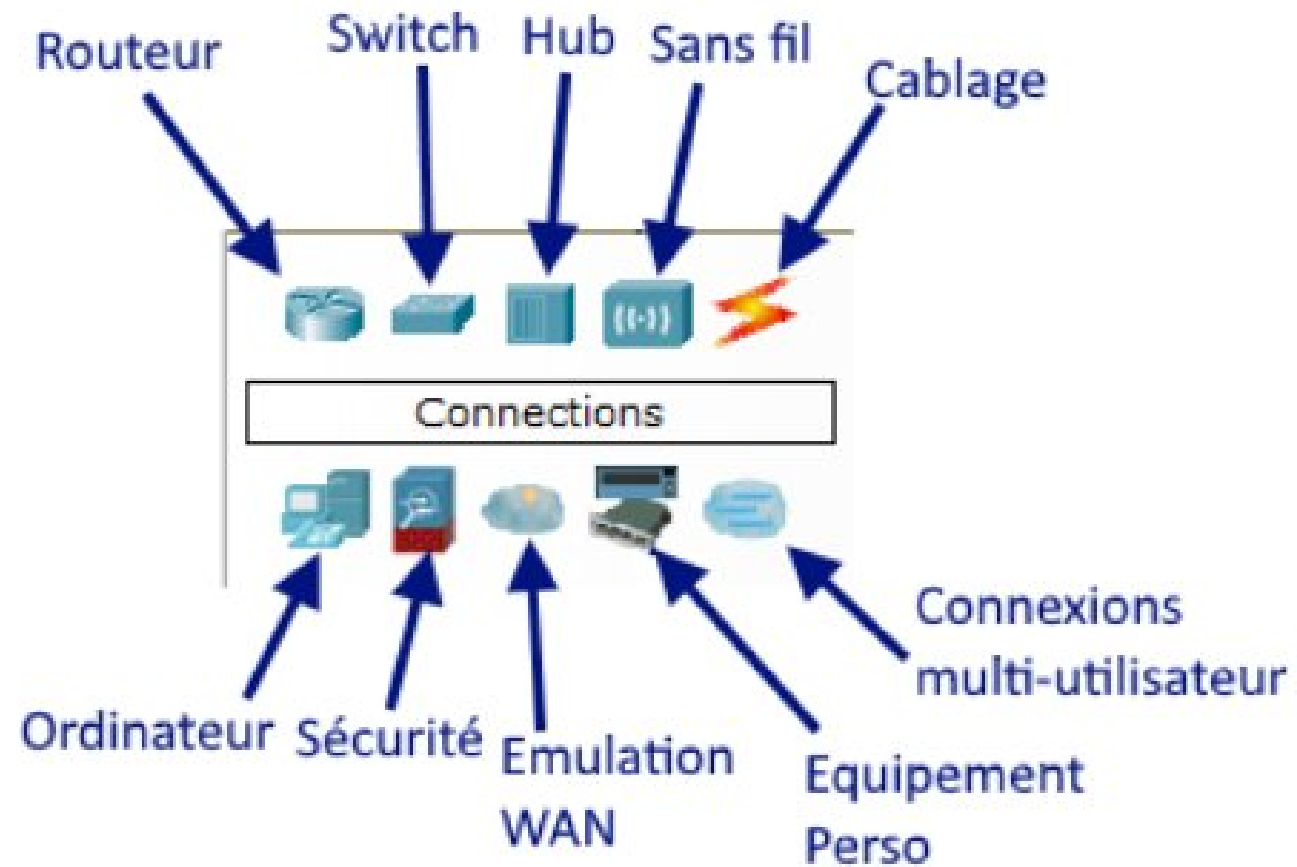 Routeur
Switch
Hub
Sans fil
Cablage
Connections
Ordinateur
Sécurité
Emulation
WAN
Equipement
Perso
Connexions
multi-utilisateur